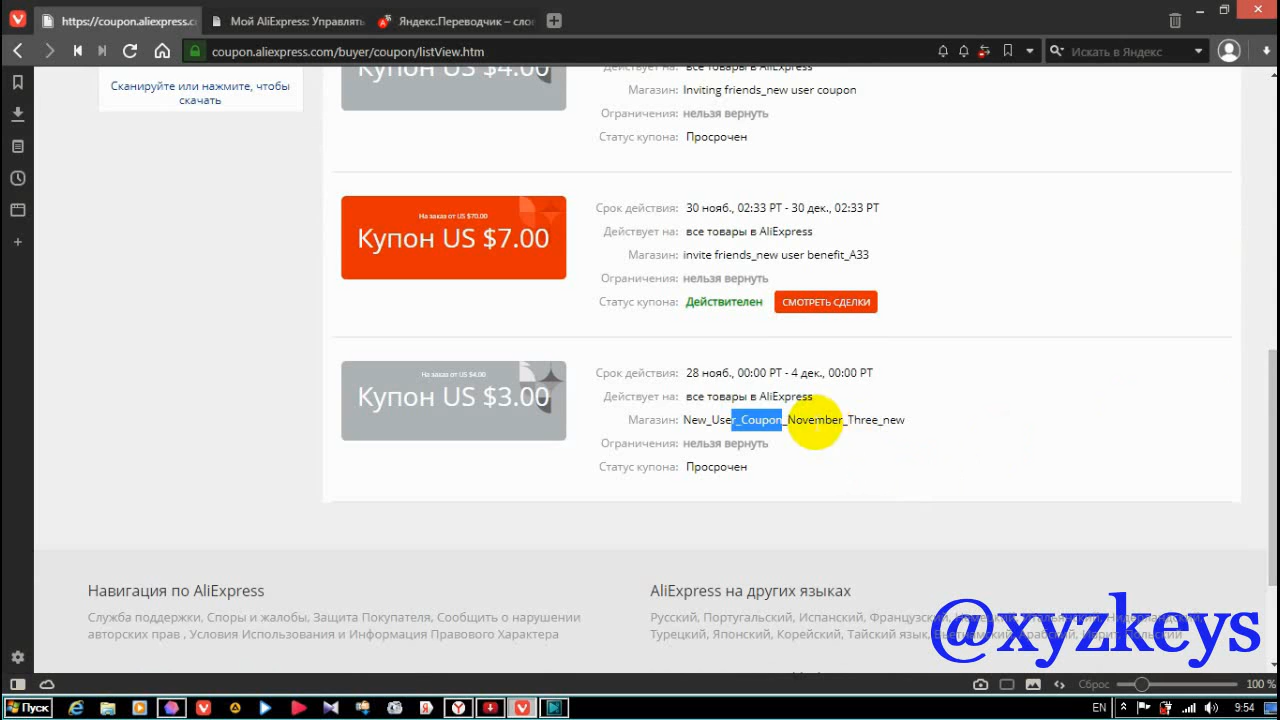 https://coupon.aliexpress.c
Мой AliExpress: Управлять
Яндекс.Переводчик – слов
coupon.aliexpress.com/buyer/coupon/listView.htm
Искать в Яндекс
Сканируйте или нажмите, чтобы
скачать
Купон US $4.00
Действует на: все товары в AliExpress
Магазин: Inviting friends_new user coupon
Ограничения: нельзя вернуть
Статус купона: Просрочен
На заказ от US $70.00
Купон US $7.00
Срок действия: 30 нояб., 02:33 PT - 30 дек., 02:33 PT
Действует на: все товары в AliExpress
Магазин: invite friends_new user benefit_A33
Ограничения: нельзя вернуть
Статус купона: Действителен СМОТРЕТЬ СДЕЛКИ
На заказ от US $4.00
Купон US $3.00
Срок действия: 28 нояб., 00:00 PT - 4 дек., 00:00 PT
Действует на: все товары в AliExpress
Магазин: New_User_Coupon_November_Three_new
Ограничения: нельзя вернуть
Статус купона: Просрочен
Навигация по AliExpress
Служба поддержки, Споры и жалобы, Защита Покупателя, Сообщить о нарушении
авторских прав , Условия Использования и Информация Правового Характера
AliExpress на других языках
Русский, Португальский, Испанский, Французский,
Турецкий, Японский, Корейский, Тайский язык,
@xyzkeys
Сброс 100 %
Пуск
EN 9:54